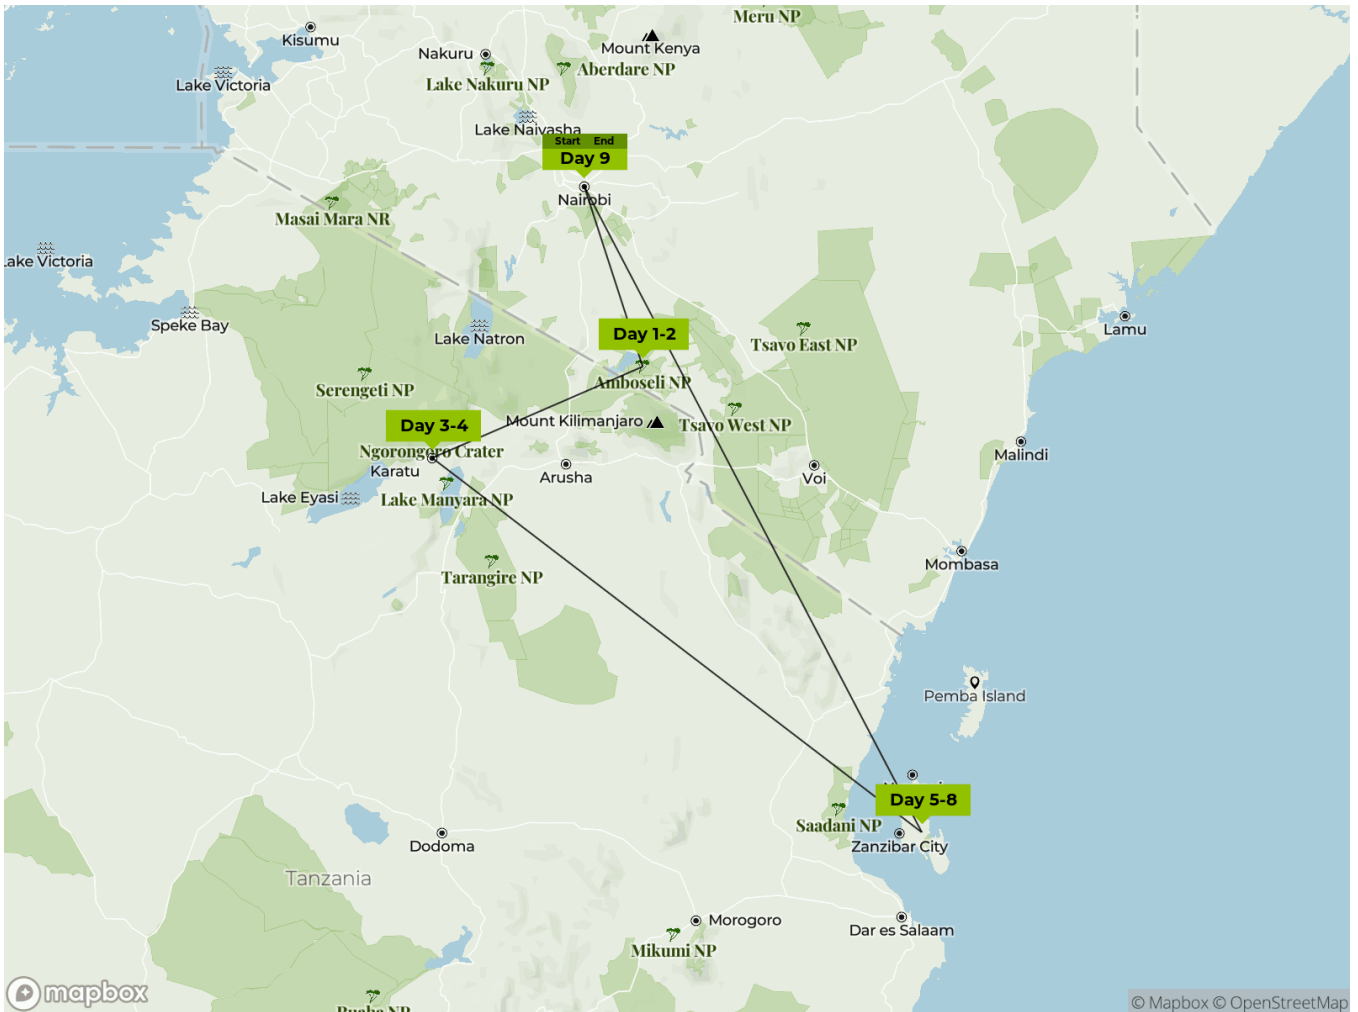 Meru NP
Kisumu
Nakuru
Mount Kenya
Lake Nakuru NP
Aberdare NP
Lake Victoria
Lake Naivasha
Start End
Day 9
Nairobi
Masai Mara NR
Lake Victoria
Speke Bay
Lake Natron
Day 1-2
Tsavo East NP
Lamu
Serengeti NP
Amboseli NP
Day 3-4
Mount Kilimanjaro
Tsavo West NP
Ngorongoro Crater
Karatu
Arusha
Voi
Malindi
Lake Eyasi
Lake Manyara NP
Tarangire NP
Mombasa
Pemba Island
Day 5-8
Saadani NP
Zanzibar City
Dodoma
Tanzania
Morogoro
Dar es Salaam
Mikumi NP
mapbox
© Mapbox © OpenStreetMap